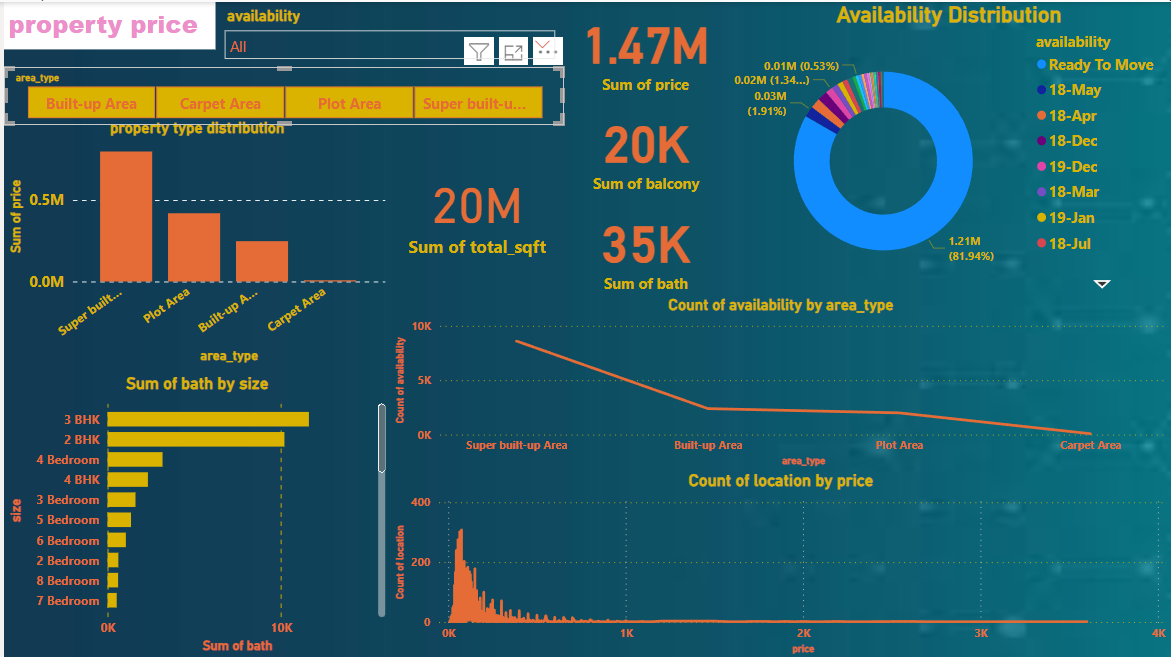 property price
availability
All
area_type
Built-up Area
Carpet Area
Plot Area
Super built-u...
property type distribution
Sum of price
0.5M
0.0M
Super built...
Plot Area
Built-up A...
Carpet Area
area_type
20M
Sum of total_sqft
1.47M
Sum of price
20K
Sum of balcony
35K
Sum of bath
Availability Distribution
0.01M (0.53%)
0.02M (1.34...)
0.03M
(1.91%)
1.21M
(81.94%)
availability
Ready To Move
18-May
18-Apr
18-Dec
19-Dec
18-Mar
19-Jan
18-Jul
Count of availability by area_type
Count of availability
10K
5K
0K
Super built-up Area
Built-up Area
Plot Area
Carpet Area
area_type
Sum of bath by size
size
3 BHK
2 BHK
4 Bedroom
4 BHK
3 Bedroom
5 Bedroom
6 Bedroom
2 Bedroom
8 Bedroom
7 Bedroom
0K
10K
Sum of bath
Count of location by price
Count of location
400
200
0
0K
1K
2K
3K
4K
price